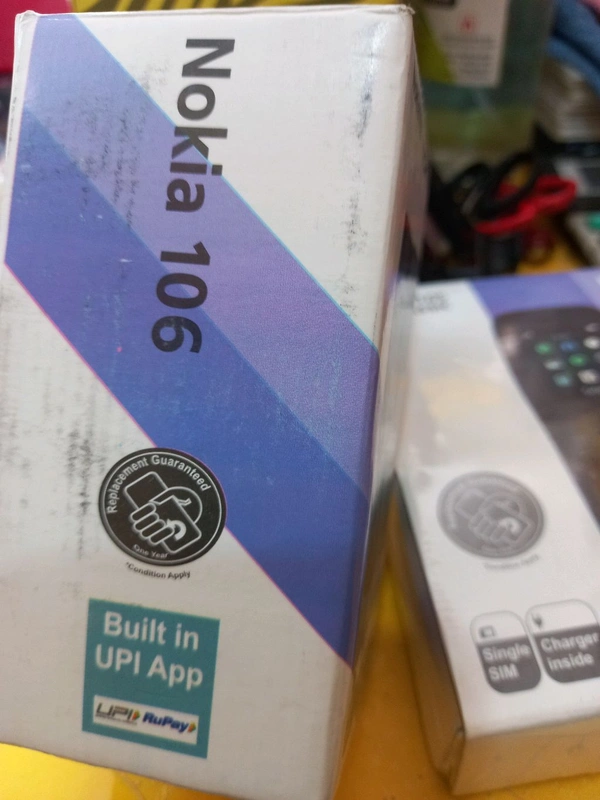 Nokia 106
Replacement Guaranteed
One Year
*Condition Apply
Built in
UPI App
UPI RuPay
Single
SIM
Charger
inside